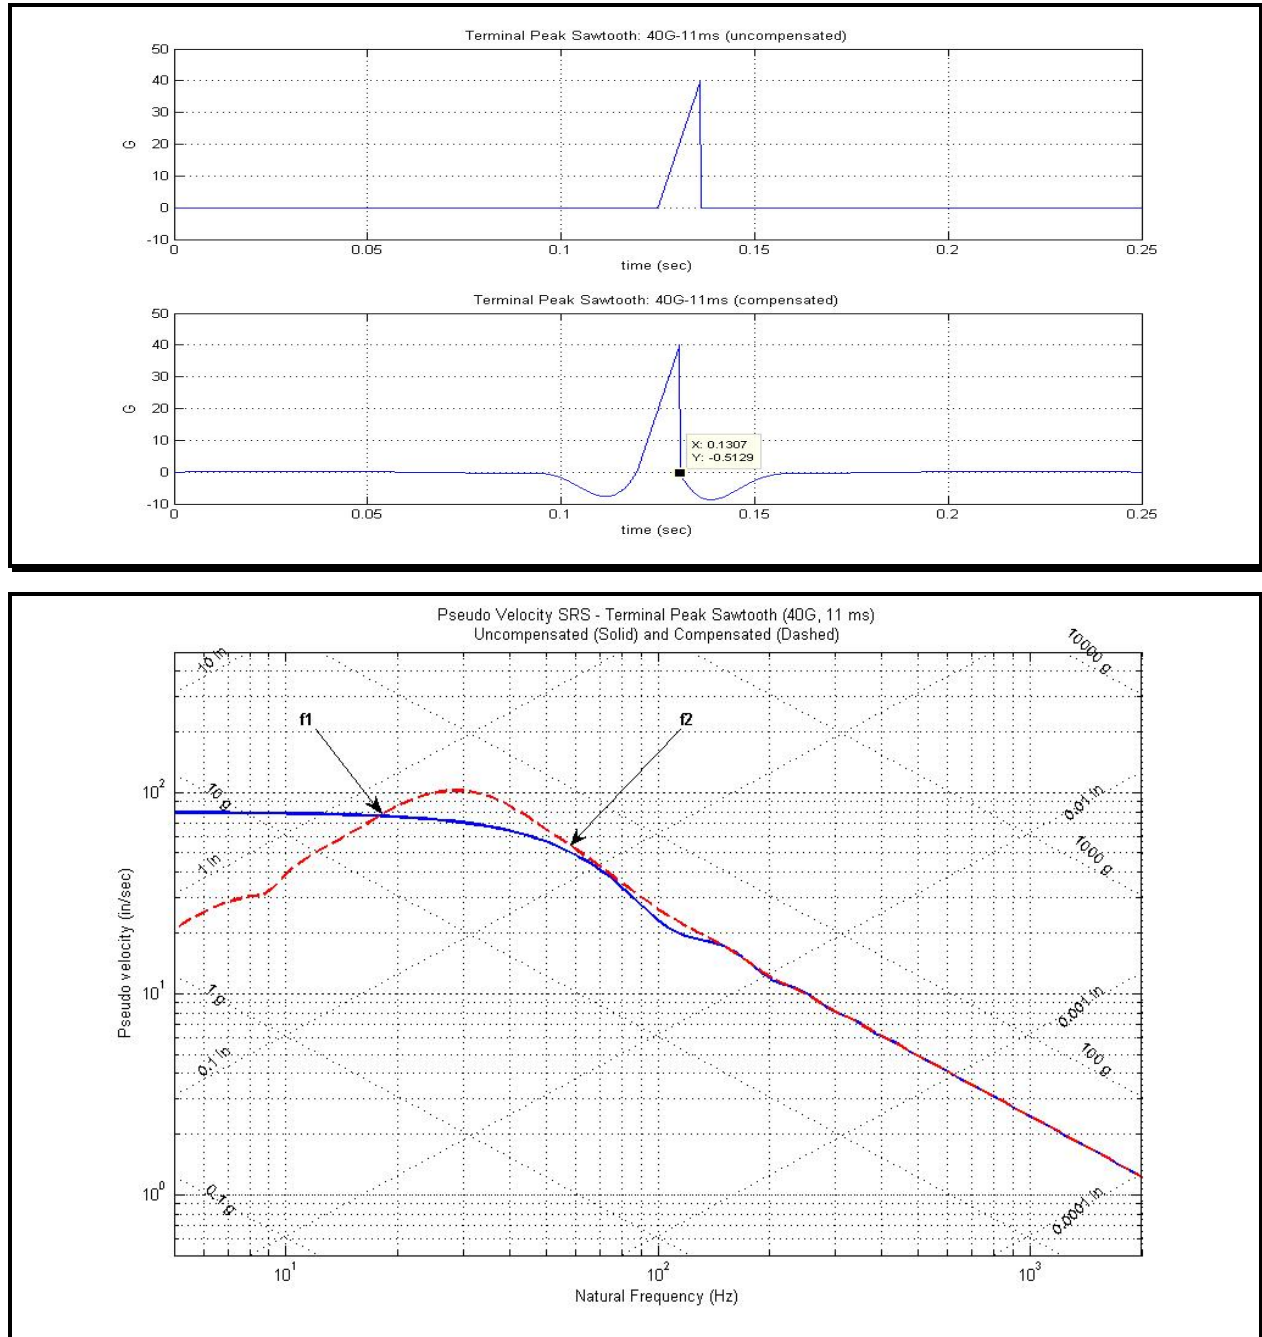 Terminal Peak Sawtooth: 40G-11ms (uncompensated)
50
40
30
20
10
0
-10
G
0
0.05
0.1
0.15
0.2
0.25
time (sec)
Terminal Peak Sawtooth: 40G-11ms (compensated)
50
40
30
20
10
0
-10
G
X: 0.1307
Y: -0.5129
0
0.05
0.1
0.15
0.2
0.25
time (sec)
Pseudo Velocity SRS - Terminal Peak Sawtooth (40G, 11 ms)
Uncompensated (Solid) and Compensated (Dashed)
10 in
10000 g
f1
f2
10²
10 g
0.01 in
1 in
1000 g
Pseudo velocity (in/sec)
10¹
1 g
0.001 in
0.1 in
100 g
10⁰
0.1 g
0.0001 in
10¹
10²
10³
Natural Frequency (Hz)